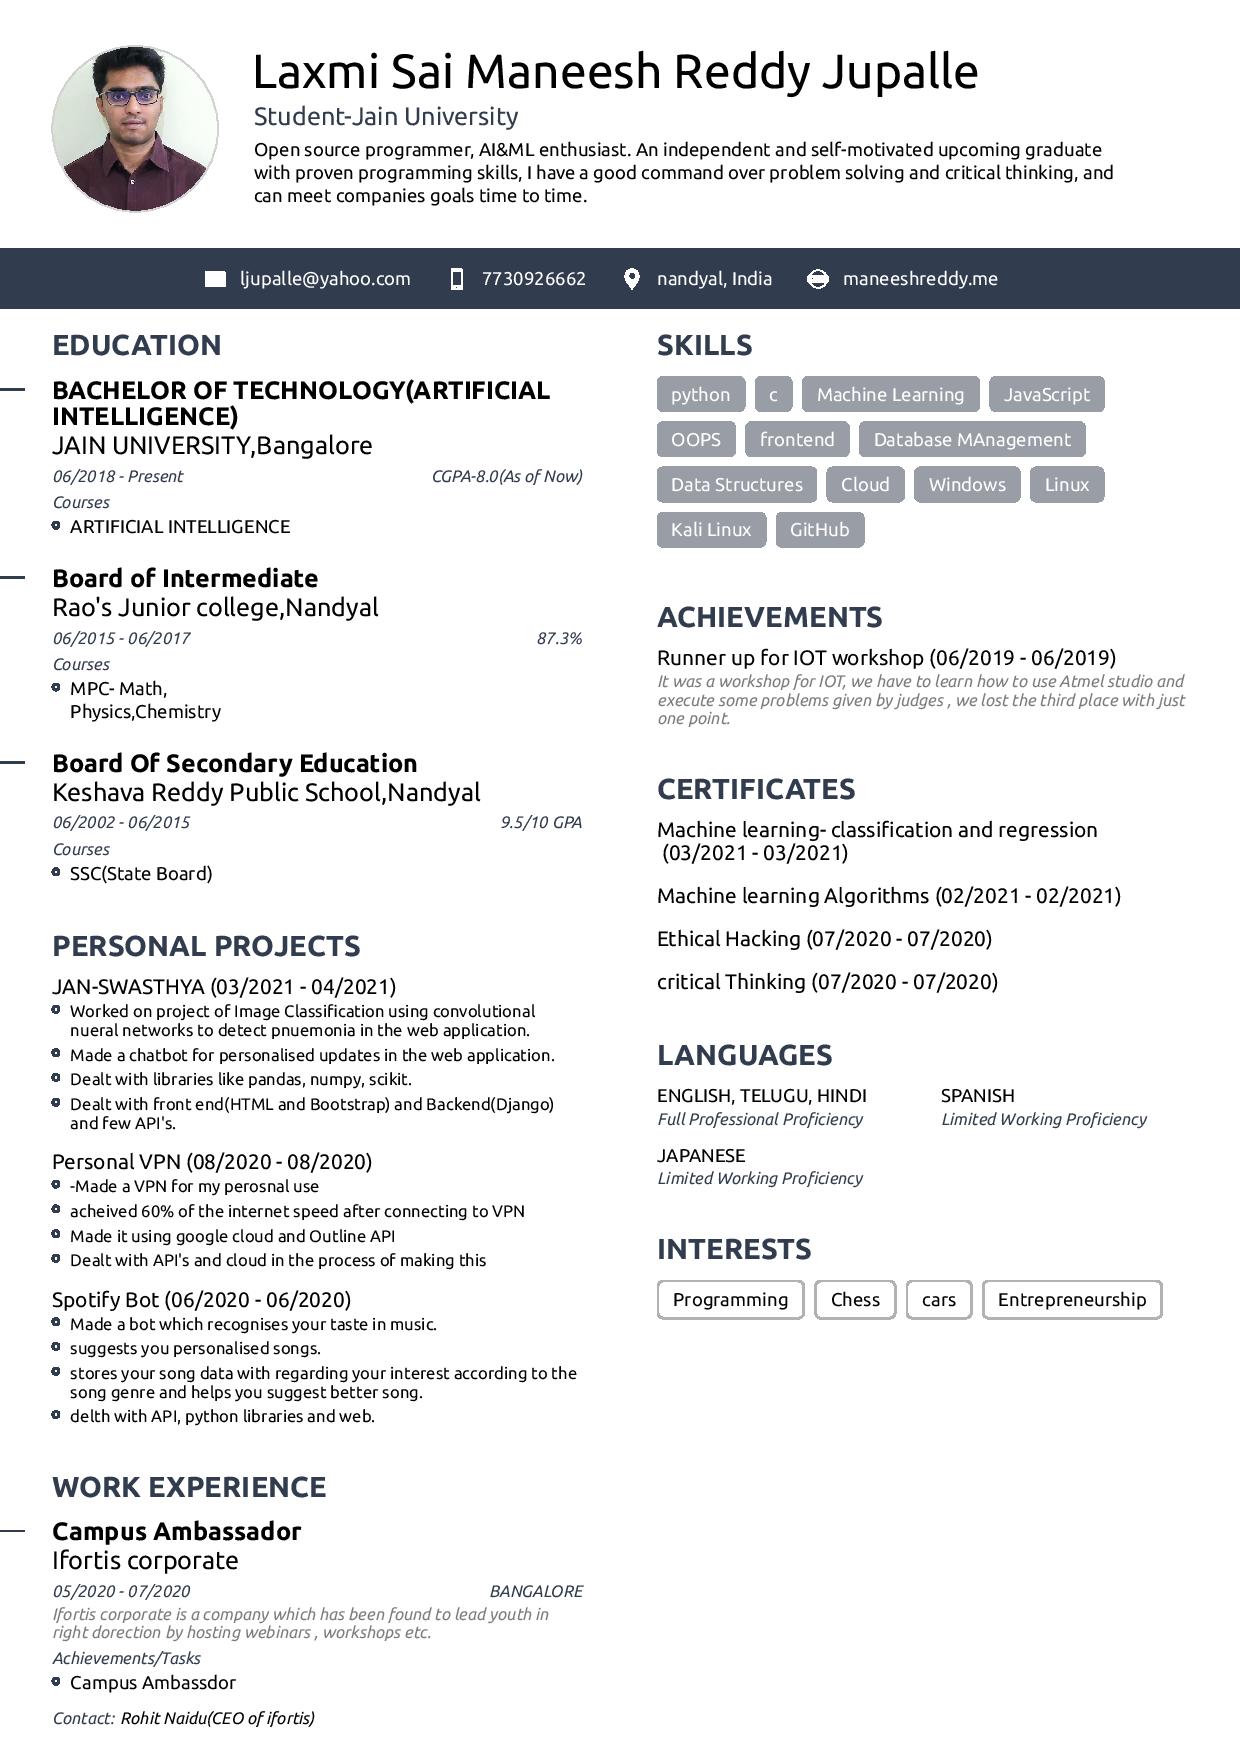 Laxmi Sai Maneesh Reddy Jupalle
Student-Jain University
Open source programmer, AI&ML enthusiast. An independent and self-motivated upcoming graduate
with proven programming skills, I have a good command over problem solving and critical thinking, and
can meet companies goals time to time.
ljupalle@yahoo.com 7730926662 nandyal, India maneeshreddy.me
EDUCATION
BACHELOR OF TECHNOLOGY(ARTIFICIAL
INTELLIGENCE)
JAIN UNIVERSITY,Bangalore
06/2018 - Present CGPA-8.0(As of Now)
Courses
ARTIFICIAL INTELLIGENCE
Board of Intermediate
Rao's Junior college,Nandyal
06/2015 - 06/2017 87.3%
Courses
MPC- Math,
Physics,Chemistry
Board Of Secondary Education
Keshava Reddy Public School,Nandyal
06/2002 - 06/2015 9.5/10 GPA
Courses
SSC(State Board)
PERSONAL PROJECTS
JAN-SWASTHYA (03/2021 - 04/2021)
Worked on project of Image Classification using convolutional
nueral networks to detect pnuemonia in the web application.
Made a chatbot for personalised updates in the web application.
Dealt with libraries like pandas, numpy, scikit.
Dealt with front end(HTML and Bootstrap) and Backend(Django)
and few API's.
Personal VPN (08/2020 - 08/2020)
-Made a VPN for my perosnal use
acheived 60% of the internet speed after connecting to VPN
Made it using google cloud and Outline API
Dealt with API's and cloud in the process of making this
Spotify Bot (06/2020 - 06/2020)
Made a bot which recognises your taste in music.
suggests you personalised songs.
stores your song data with regarding your interest according to the
song genre and helps you suggest better song.
delth with API, python libraries and web.
WORK EXPERIENCE
Campus Ambassador
Ifortis corporate
05/2020 - 07/2020 BANGALORE
Ifortis corporate is a company which has been found to lead youth in
right dorection by hosting webinars , workshops etc.
Achievements/Tasks
Campus Ambassdor
Contact: Rohit Naidu(CEO of ifortis)
SKILLS
python c Machine Learning JavaScript
OOPS frontend Database MAnagement
Data Structures Cloud Windows Linux
Kali Linux GitHub
ACHIEVEMENTS
Runner up for IOT workshop (06/2019 - 06/2019)
It was a workshop for IOT, we have to learn how to use Atmel studio and
execute some problems given by judges , we lost the third place with just
one point.
CERTIFICATES
Machine learning- classification and regression
(03/2021 - 03/2021)
Machine learning Algorithms (02/2021 - 02/2021)
Ethical Hacking (07/2020 - 07/2020)
critical Thinking (07/2020 - 07/2020)
LANGUAGES
ENGLISH, TELUGU, HINDI SPANISH
Full Professional Proficiency Limited Working Proficiency
JAPANESE
Limited Working Proficiency
INTERESTS
Programming Chess cars Entrepreneurship